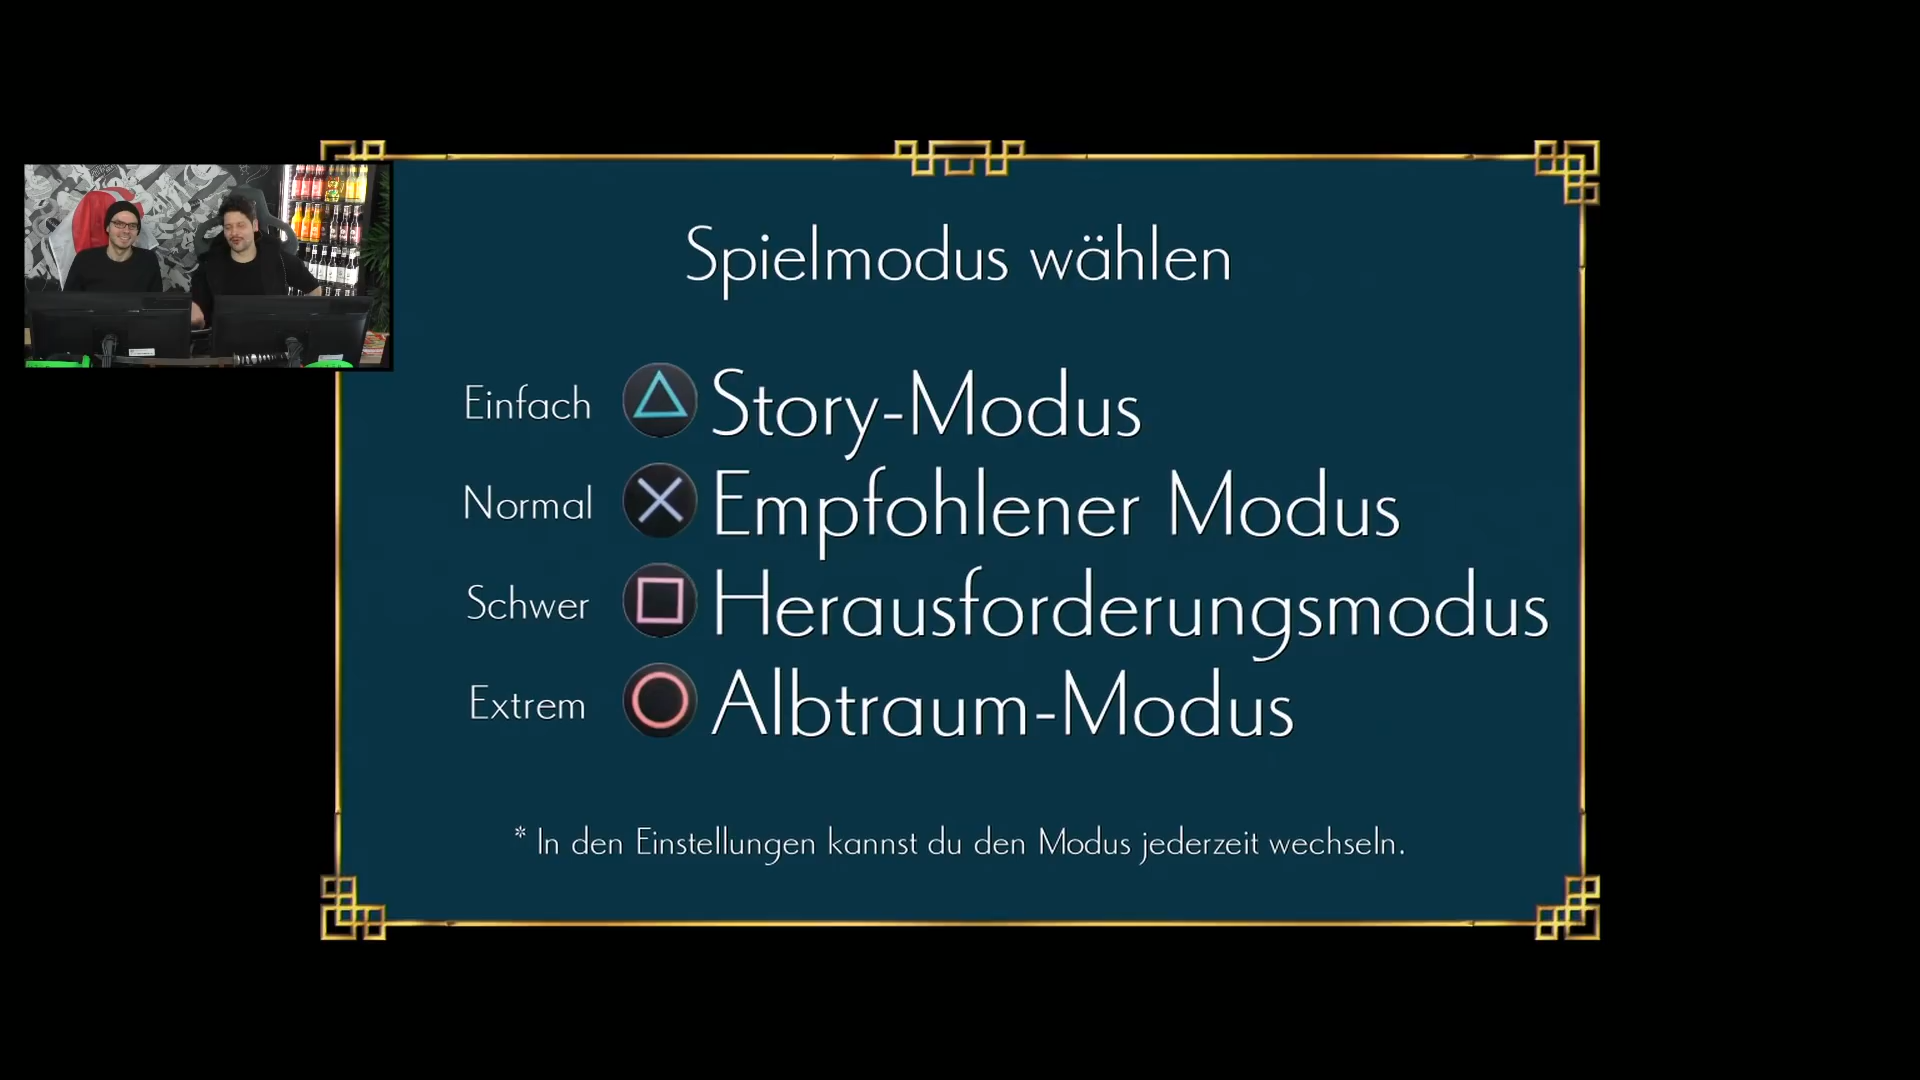 Spielmodus wählen
Einfach Story-Modus
Normal Empfohlener Modus
Schwer Herausforderungsmodus
Extrem Albtraum-Modus
* In den Einstellungen kannst du den Modus jederzeit wechseln.